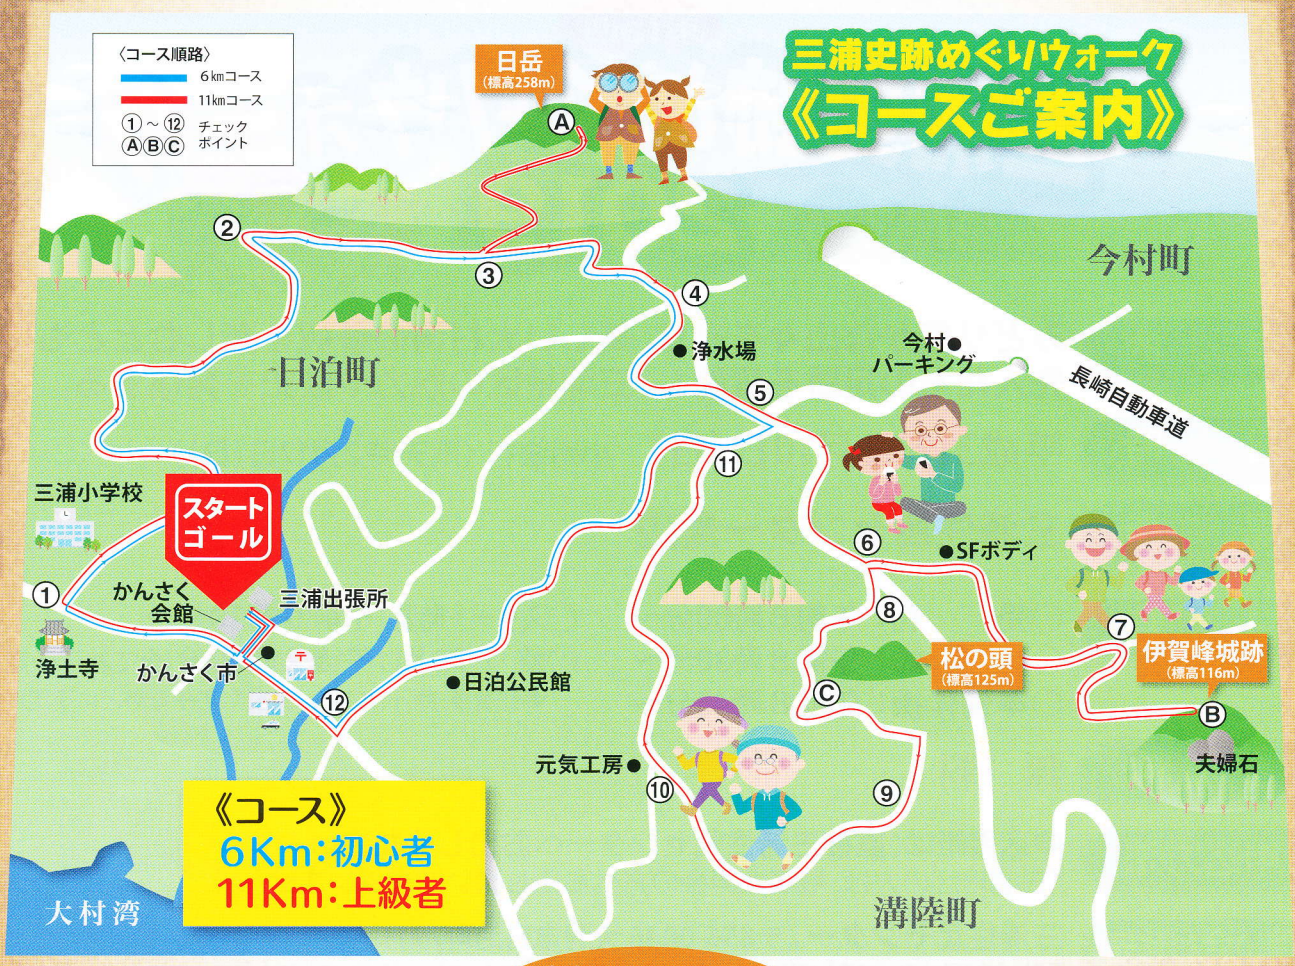 〈コース順路〉
6kmコース
11kmコース
①～⑫ チェック
ⒶⒷⒸ ポイント
日岳
(標高258m)
三浦史跡めぐりウォーク
《コースご案内》
A
②
③
④
今村町
日泊町
浄水場
今村
パーキング
長崎自動車道
⑤
⑪
三浦小学校
スタート
ゴール
⑥
SFボディ
①
かんさく
会館
三浦出張所
⑧
⑦
浄土寺
かんさく市
〒
日泊公民館
松の頭
(標高125m)
伊賀峰城跡
(標高116m)
⑫
C
B
夫婦石
元気工房
⑩
⑨
《コース》
6Km:初心者
11Km:上級者
大村湾
溝陸町